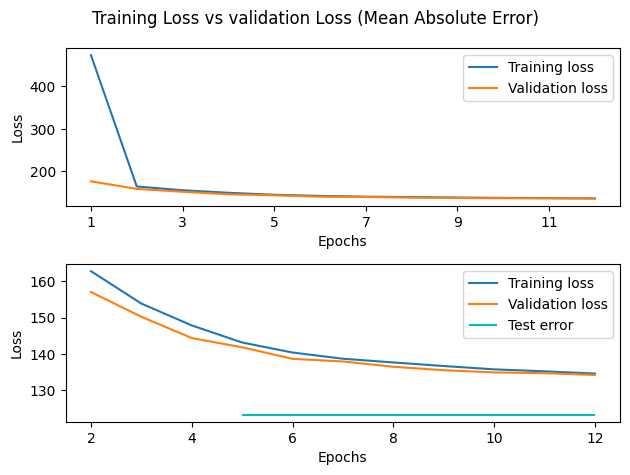 Training Loss vs validation Loss (Mean Absolute Error)
Training loss
Validation loss
400
300
200
Loss
1 3 5 7 9 11
Epochs
Training loss
Validation loss
Test error
160
150
140
130
Loss
2 4 6 8 10 12
Epochs